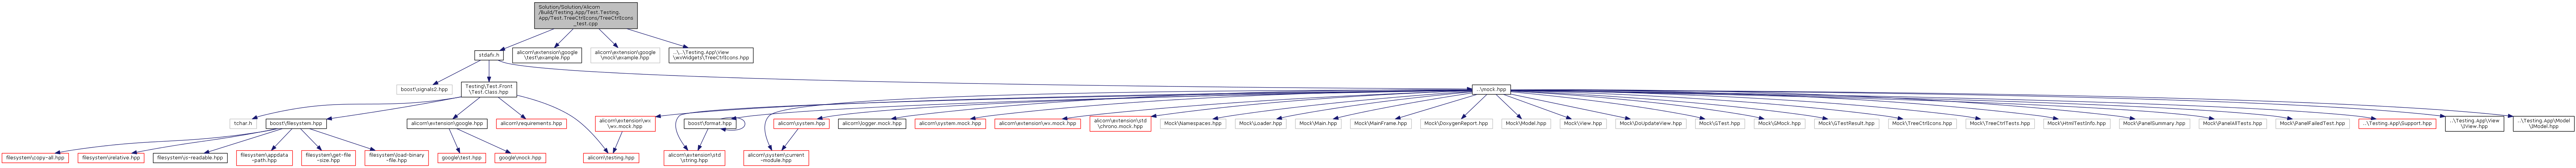 Solution/Solution/Alicorn
/Build/Testing.App/Test.Testing.
App/Test.TreeCtrlIcons/TreeCtrlIcons
_test.cpp
stdafx.h
alicorn\extension\google
\test\example.hpp
alicorn\extension\google
\mock\example.hpp
...\...\Testing.App\View
\wxWidgets\TreeCtrlIcons.hpp
boost\signals2.hpp
Testing\Test.Front
\Test.Class.hpp
...\mock.hpp
tchar.h
boost\filesystem.hpp
alicorn\extension\google.hpp
alicorn\requirements.hpp
alicorn\extension\wx
\wx.mock.hpp
boost\format.hpp
alicorn\system.hpp
alicorn\logger.mock.hpp
alicorn\system.mock.hpp
alicorn\extension\wx.mock.hpp
alicorn\extension\std
\chrono.mock.hpp
Mock\Namespaces.hpp
Mock\Loader.hpp
Mock\Main.hpp
Mock\MainFrame.hpp
Mock\DoxygenReport.hpp
Mock\Model.hpp
Mock\View.hpp
Mock\DoUpdateView.hpp
Mock\GTest.hpp
Mock\GMock.hpp
Mock\GTestResult.hpp
Mock\TreeCtrlIcons.hpp
Mock\TreeCtrlTests.hpp
Mock\HtmlTestInfo.hpp
Mock\PanelSummary.hpp
Mock\PanelAllTests.hpp
Mock\PanelFailedTest.hpp
...\Testing.App\Support.hpp
...\Testing.App\View
\IView.hpp
...\Testing.App\Model
\IModel.hpp
filesystem\copy-all.hpp
filesystem\relative.hpp
filesystem\is-readable.hpp
filesystem\appdata
-path.hpp
filesystem\get-file
-size.hpp
filesystem\load-binary
-file.hpp
google\test.hpp
google\mock.hpp
alicorn\testing.hpp
alicorn\extension\std
\string.hpp
alicorn\system\current
-module.hpp